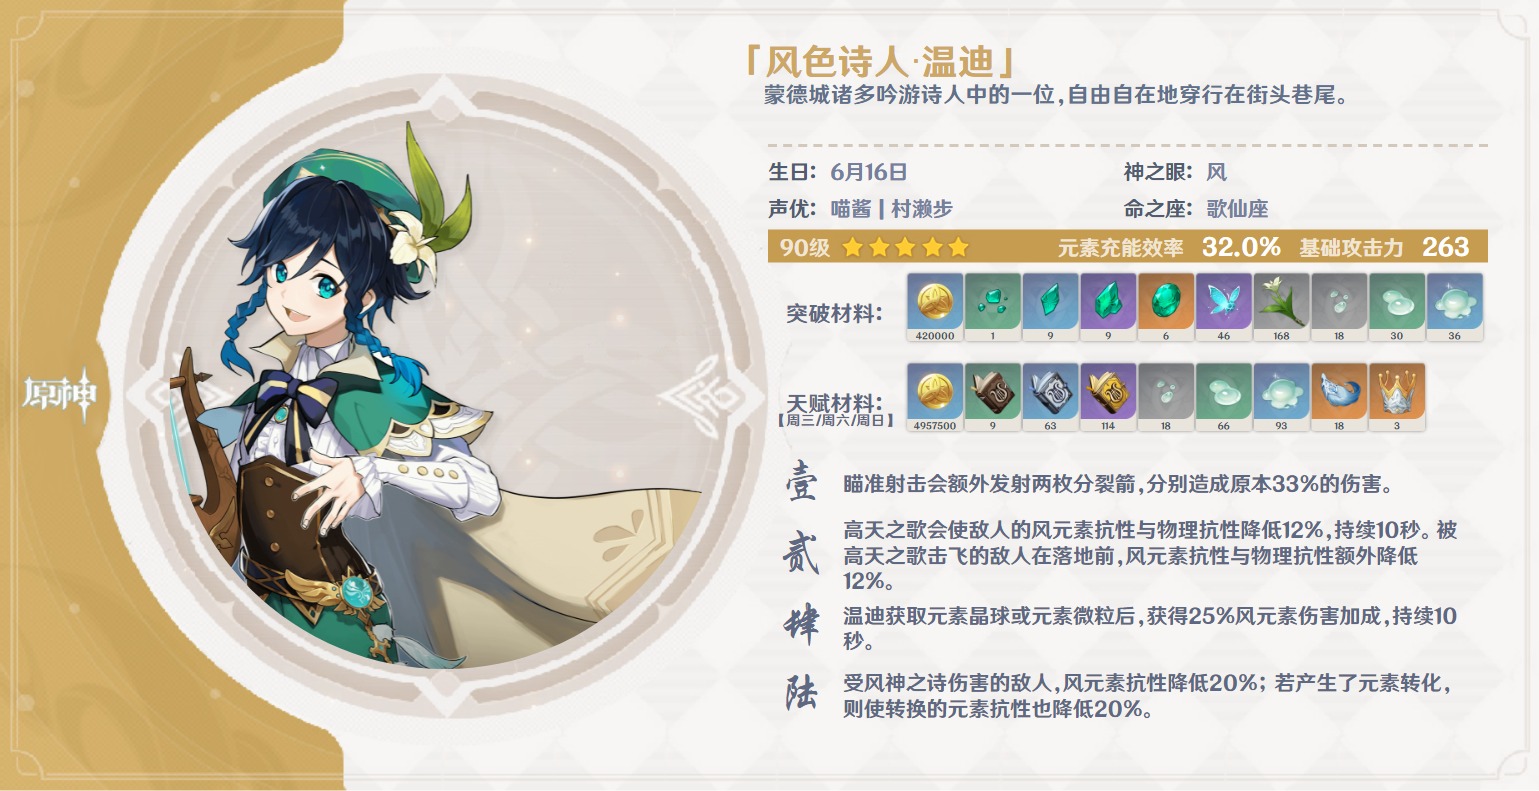 原神
「风色诗人·温迪」
蒙德城诸多吟游诗人中的一位,自由自在地穿行在街头巷尾。
生日: 6月16日 神之眼: 风
声优: 喵酱 | 村濑步 命之座: 歌仙座
90级 元素充能效率 32.0% 基础攻击力 263
突破材料:
420000 1 9 9 6 46 168 18 30 36
天赋材料:
【周三/周六/周日】
4957500 9 63 114 18 66 93 18 3
壹 瞄准射击会额外发射两枚分裂箭,分别造成原本33%的伤害。
贰 高天之歌会使敌人的风元素抗性与物理抗性降低12%,持续10秒。被
高天之歌击飞的敌人在落地前,风元素抗性与物理抗性额外降低
12%。
肆 温迪获取元素晶球或元素微粒后,获得25%风元素伤害加成,持续10
秒。
陆 受风神之诗伤害的敌人,风元素抗性降低20%; 若产生了元素转化,
则使转换的元素抗性也降低20%。